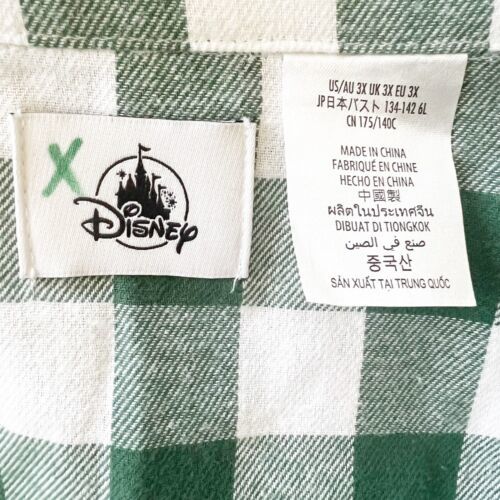 X
Disney
US/AU 3X UK 3X EU 3X
JP日本/バスト 134-142 6L
CN 175/140C
MADE IN CHINA
FABRIQUÉ EN CHINE
HECHO EN CHINA
中國製
ผลิตในประเทศจีน
DIBUAT DI TIONGKOK
صنع في الصين
중국산
SẢN XUẤT TẠI TRUNG QUỐC